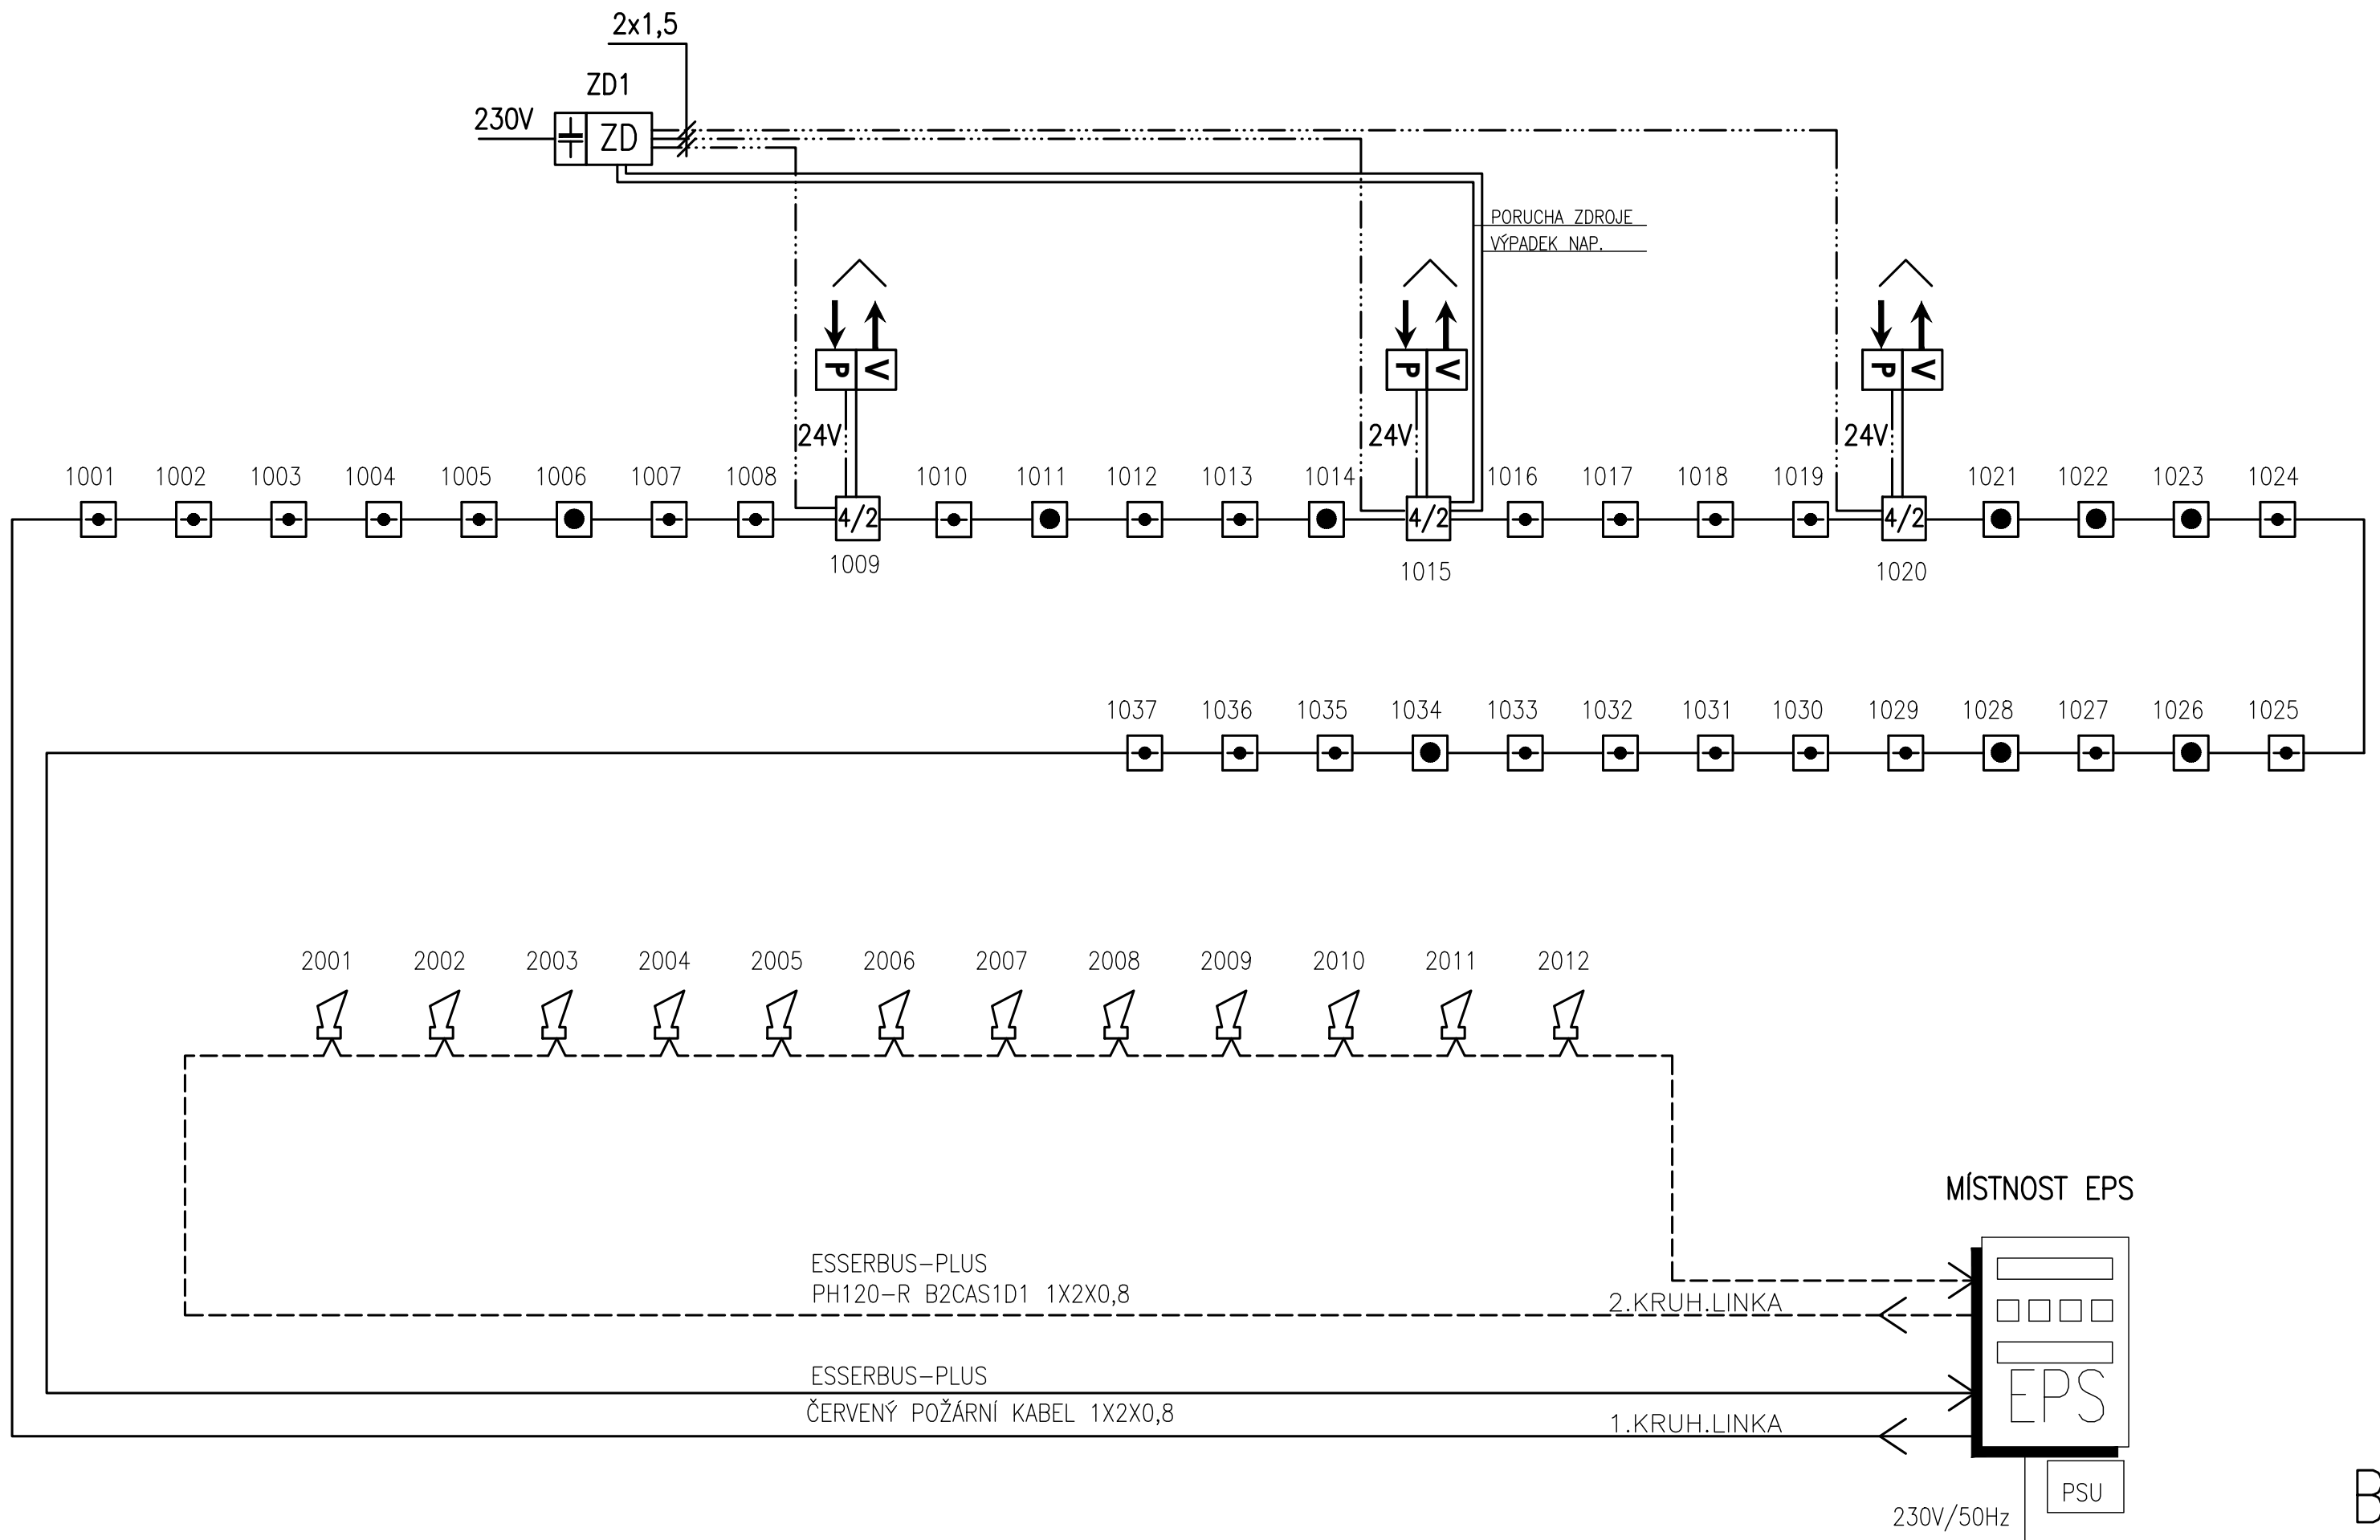 2x1,5
ZD1
230V
ZD
PORUCHA ZDROJE
VÝPADEK NAP.
P V
P V
P V
24V
24V
24V
1001 1002 1003 1004 1005 1006 1007 1008 1010 1011 1012 1013 1014 1016 1017 1018 1019 1021 1022 1023 1024
4/2 4/2 4/2
1009 1015 1020
1037 1036 1035 1034 1033 1032 1031 1030 1029 1028 1027 1026 1025
2001 2002 2003 2004 2005 2006 2007 2008 2009 2010 2011 2012
MÍSTNOST EPS
ESSERBUS-PLUS
PH120-R B2CAS1D1 1X2X0,8
2.KRUH.LINKA
ESSERBUS-PLUS
ČERVENÝ POŽÁRNÍ KABEL 1X2X0,8
1.KRUH.LINKA
EPS
PSU
230V/50Hz